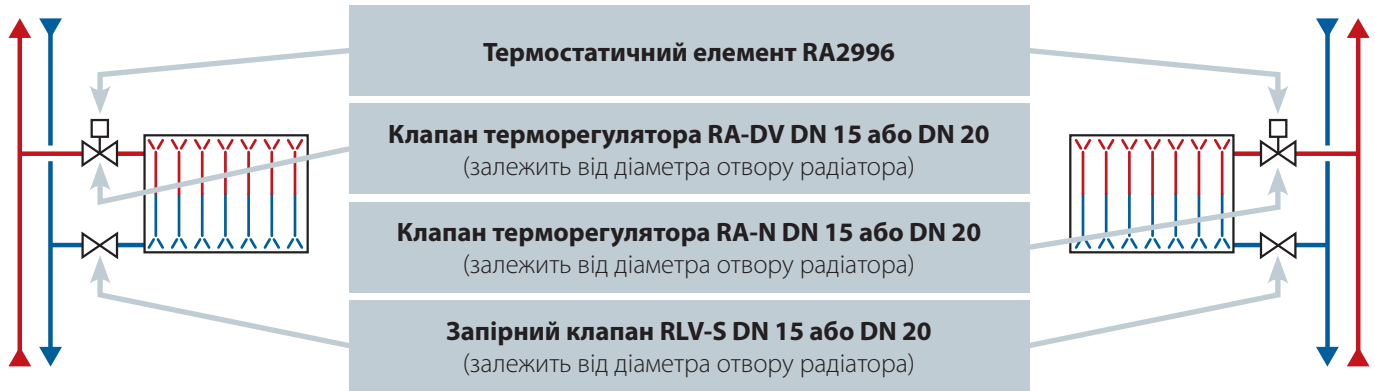 Термостатичний елемент RA2996
Клапан терморегулятора RA-DV DN 15 або DN 20
(залежить від діаметра отвору радіатора)
Клапан терморегулятора RA-N DN 15 або DN 20
(залежить від діаметра отвору радіатора)
Запірний клапан RLV-S DN 15 або DN 20
(залежить від діаметра отвору радіатора)